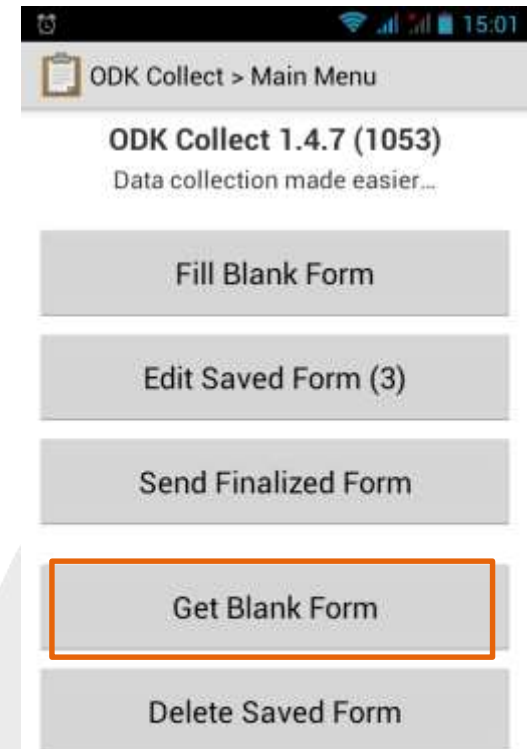 15:01
ODK Collect > Main Menu
ODK Collect 1.4.7 (1053)
Data collection made easier...
Fill Blank Form
Edit Saved Form (3)
Send Finalized Form
Get Blank Form
Delete Saved Form